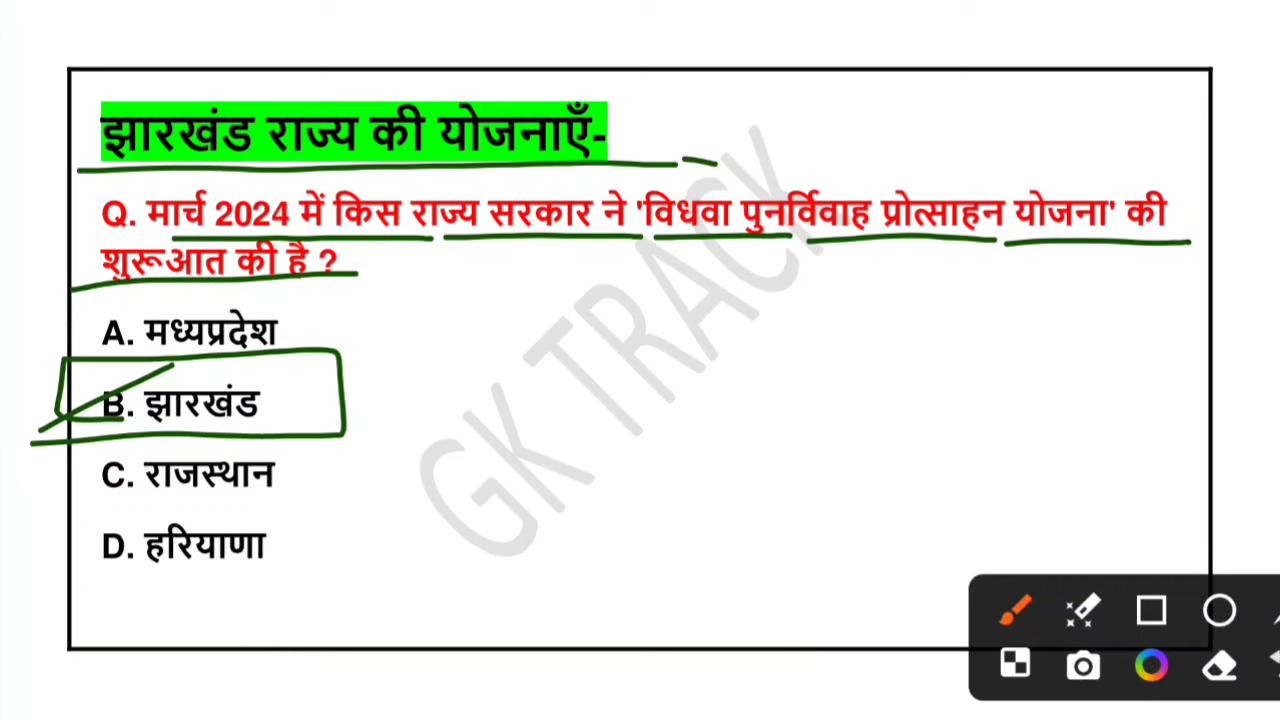 झारखंड राज्य की योजनाएँ-
Q. मार्च 2024 में किस राज्य सरकार ने 'विधवा पुनर्विवाह प्रोत्साहन योजना' की
शुरूआत की है ?
A. मध्यप्रदेश
B. झारखंड
C. राजस्थान
D. हरियाणा
GK TRACK